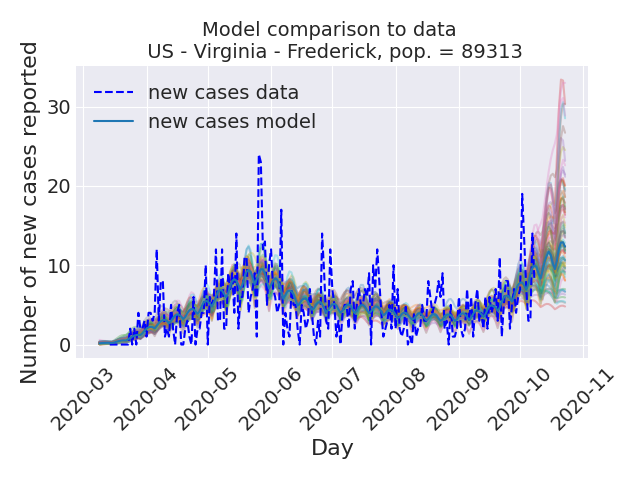 Model comparison to data
US - Virginia - Frederick, pop. = 89313
Number of new cases reported
30
20
10
0
new cases data
new cases model
2020-03
2020-04
2020-05
2020-06
2020-07
2020-08
2020-09
2020-10
2020-11
Day